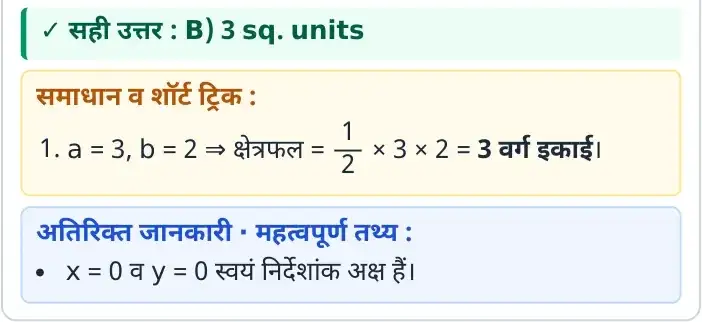 ✓ सही उत्तर : B) 3 sq. units
समाधान व शॉर्ट ट्रिक :
1. a = 3, b = 2 ⇒ क्षेत्रफल = 1/2 × 3 × 2 = 3 वर्ग इकाई।
अतिरिक्त जानकारी · महत्वपूर्ण तथ्य :
• x = 0 व y = 0 स्वयं निर्देशांक अक्ष हैं।